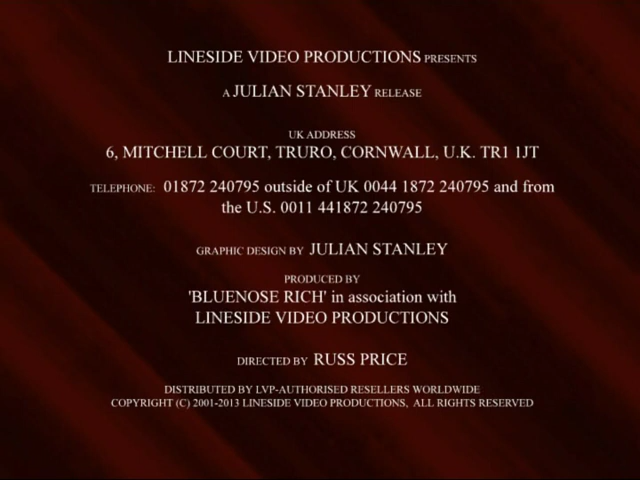 LINESIDE VIDEO PRODUCTIONS PRESENTS
A JULIAN STANLEY RELEASE
UK ADDRESS
6, MITCHELL COURT, TRURO, CORNWALL, U.K. TR1 1JT
TELEPHONE: 01872 240795 outside of UK 0044 1872 240795 and from
the U.S. 0011 441872 240795
GRAPHIC DESIGN BY JULIAN STANLEY
PRODUCED BY
'BLUENOSE RICH' in association with
LINESIDE VIDEO PRODUCTIONS
DIRECTED BY RUSS PRICE
DISTRIBUTED BY LVP-AUTHORISED RESELLERS WORLDWIDE
COPYRIGHT (C) 2001-2013 LINESIDE VIDEO PRODUCTIONS, ALL RIGHTS RESERVED